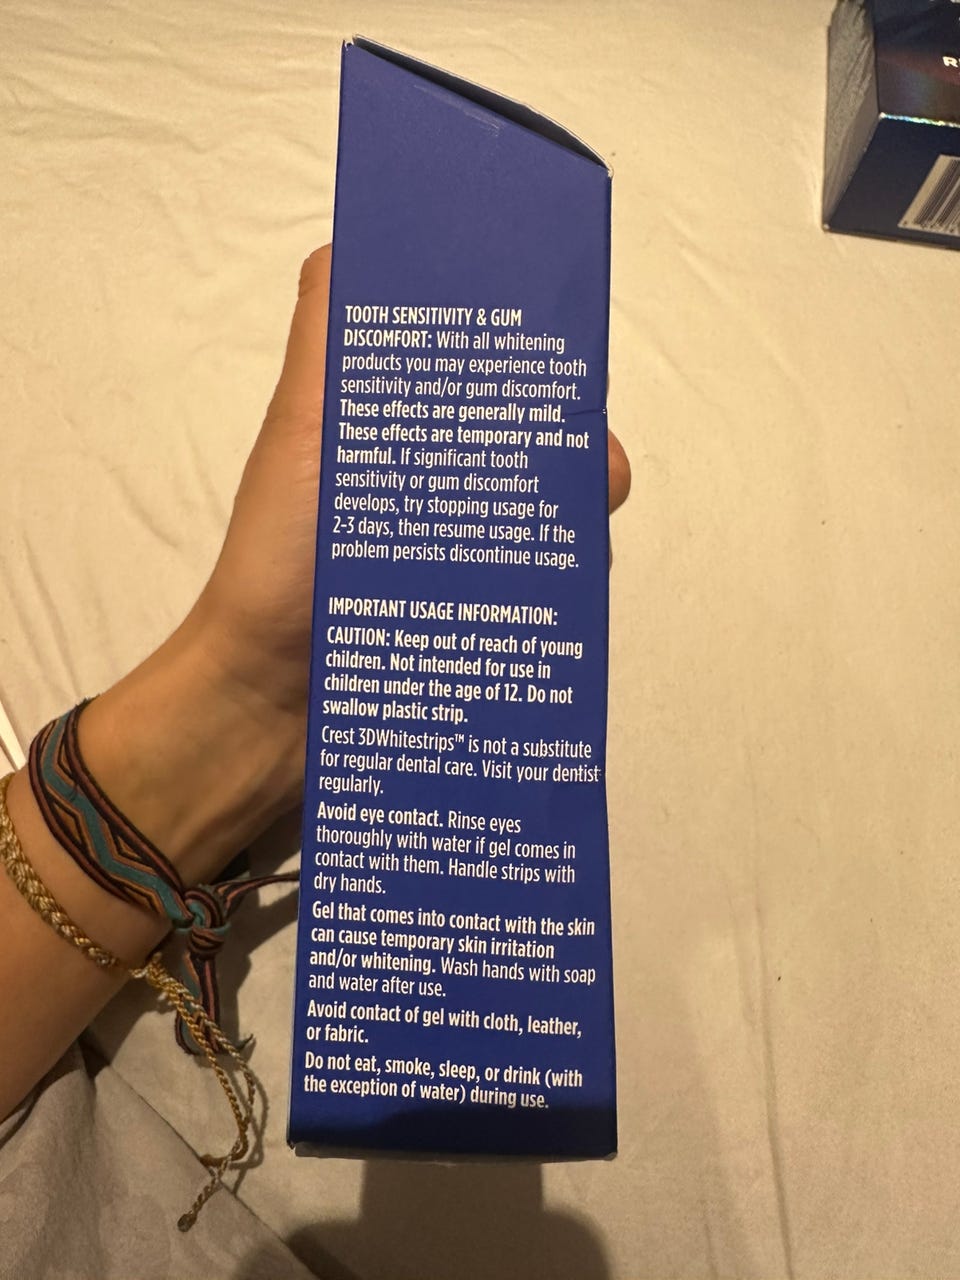 R
TOOTH SENSITIVITY & GUM
DISCOMFORT: With all whitening
products you may experience tooth
sensitivity and/or gum discomfort.
These effects are generally mild.
These effects are temporary and not
harmful. If significant tooth
sensitivity or gum discomfort
develops, try stopping usage for
2-3 days, then resume usage. If the
problem persists discontinue usage.
IMPORTANT USAGE INFORMATION:
CAUTION: Keep out of reach of young
children. Not intended for use in
children under the age of 12. Do not
swallow plastic strip.
Crest 3DWhitestrips™ is not a substitute
for regular dental care. Visit your dentist
regularly.
Avoid eye contact. Rinse eyes
thoroughly with water if gel comes in
contact with them. Handle strips with
dry hands.
Gel that comes into contact with the skin
can cause temporary skin irritation
and/or whitening. Wash hands with soap
and water after use.
Avoid contact of gel with cloth, leather,
or fabric.
Do not eat, smoke, sleep, or drink (with
the exception of water) during use.